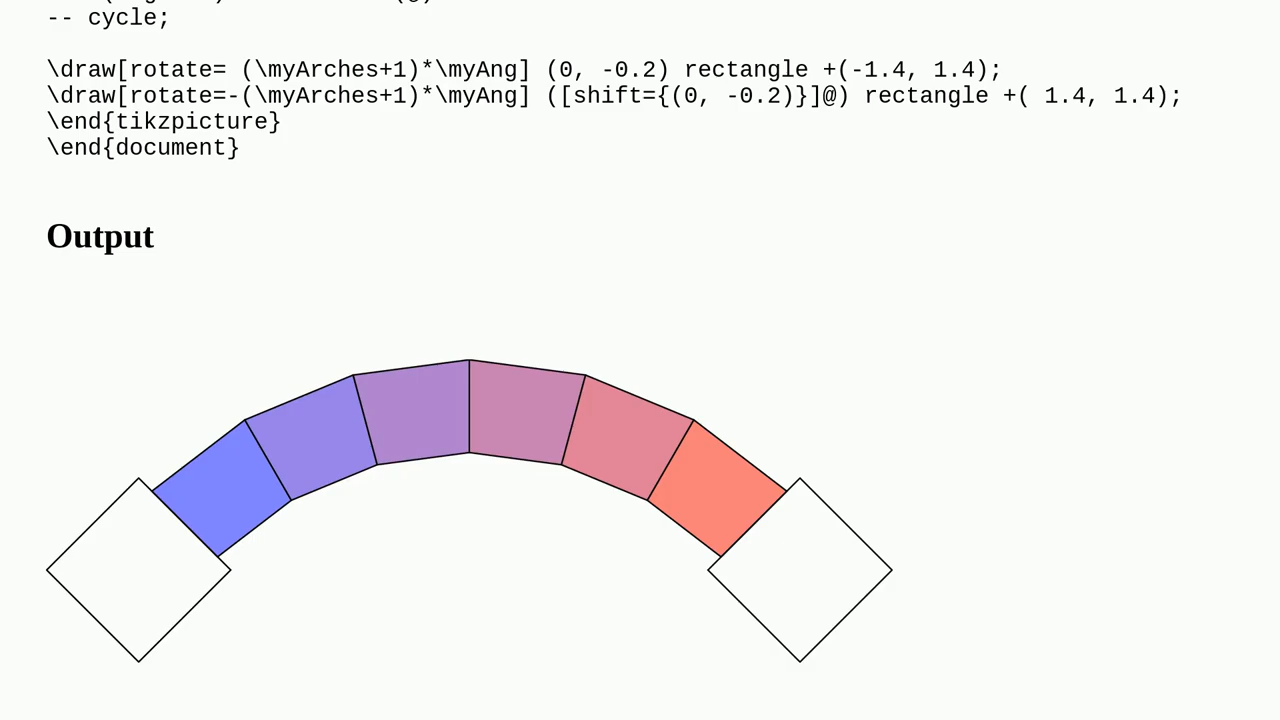 -- cycle;
\draw[rotate= (\myArches+1)*\myAng] (0, -0.2) rectangle +(-1.4, 1.4);
\draw[rotate=-(\myArches+1)*\myAng] ([shift={(0, -0.2)}]@) rectangle +( 1.4, 1.4);
\end{tikzpicture}
\end{document}
Output